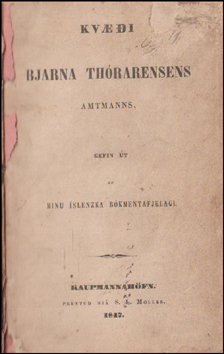 KVÆÐI
BJARNA THÓRARENSENS
AMTMANNS,
GEFIN ÚT
AF
HINU ÍSLENZKA BÓKMENTAFJELAGI.
KAUPMANNAHÖFN.
PRENTUÐ HJÁ S. L. MÖLLER.
1847.